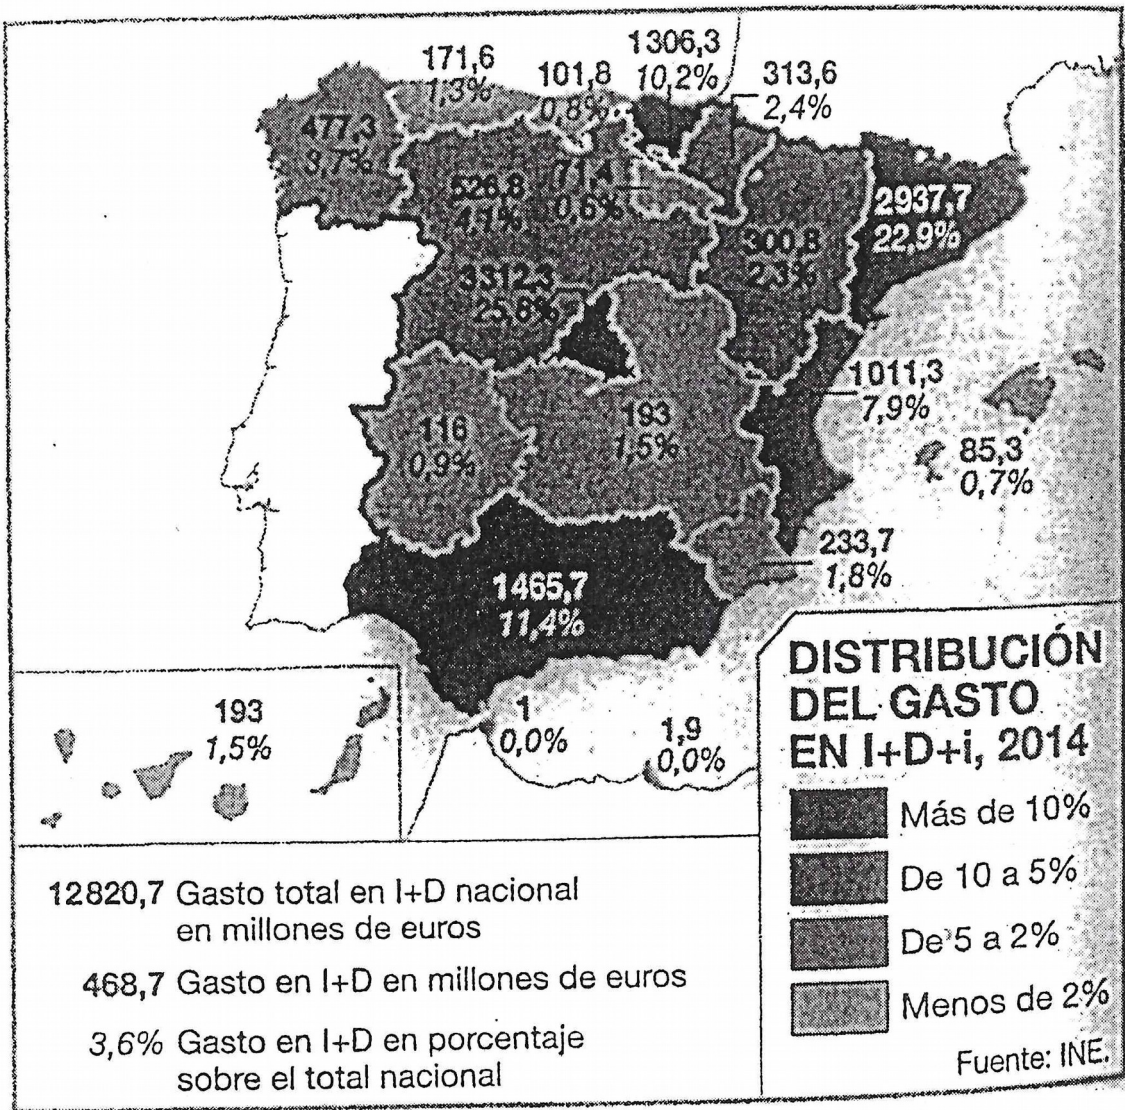 171,6
1,3%
101,8
0,8%
1306,3
10,2%
313,6
2,4%
477,3
3,7%
526,8
4,1%
71,4
0,6%
2937,7
22,9%
300,8
2,3%
3312,3
25,8%
1011,3
7,9%
116
0,9%
193
1,5%
85,3
0,7%
233,7
1,8%
1465,7
11,4%
193
1,5%
1
0,0%
1,9
0,0%
DISTRIBUCIÓN
DEL GASTO
EN I+D+i, 2014
Más de 10%
De 10 a 5%
De 5 a 2%
Menos de 2%
Fuente: INE.
12820,7 Gasto total en I+D nacional
en millones de euros
468,7 Gasto en I+D en millones de euros
3,6% Gasto en I+D en porcentaje
sobre el total nacional